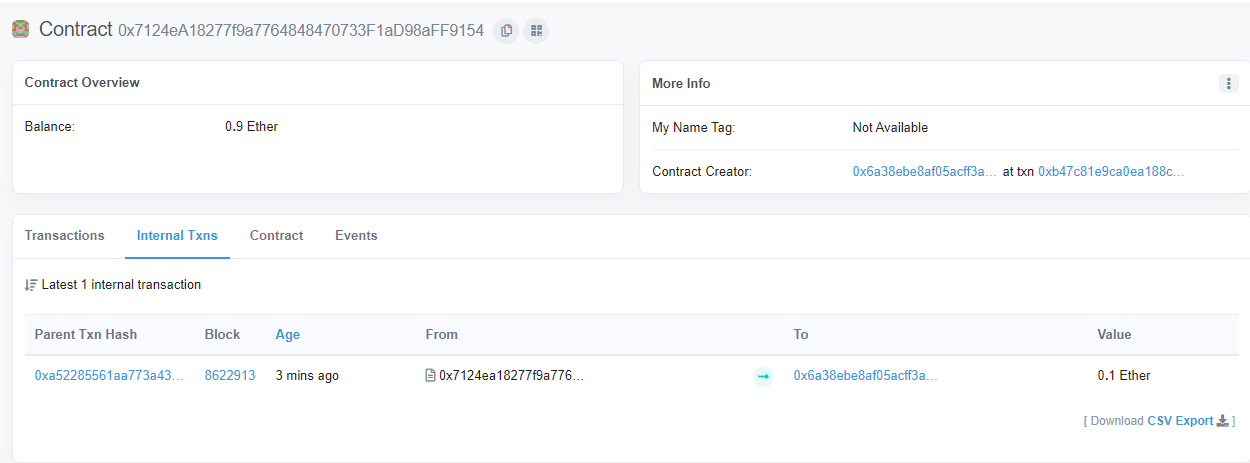 Contract 0x7124eA18277f9a7764848470733F1aD98aFF9154
Contract Overview
Balance: 0.9 Ether
More Info
My Name Tag: Not Available
Contract Creator: 0x6a38ebe8af05acff3a... at txn 0xb47c81e9ca0ea188c...
Transactions Internal Txns Contract Events
Latest 1 internal transaction
Parent Txn Hash Block Age From To Value
0xa52285561aa773a43... 8622913 3 mins ago 0x7124ea18277f9a776... 0x6a38ebe8af05acff3a... 0.1 Ether
[ Download CSV Export ]